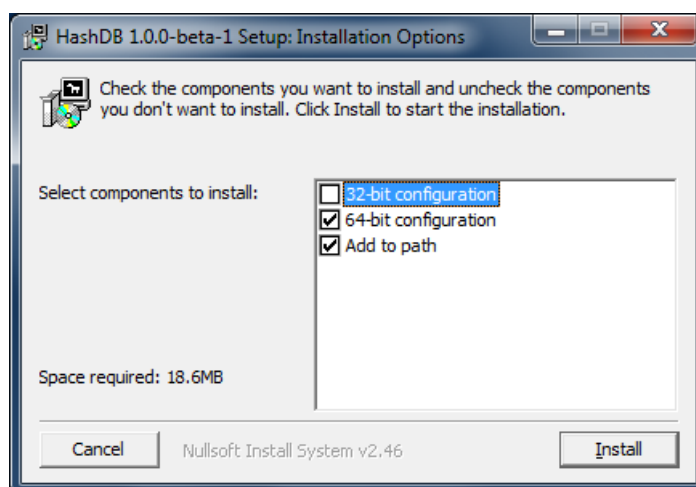 HashDB 1.0.0-beta-1 Setup: Installation Options
Check the components you want to install and uncheck the components
you don't want to install. Click Install to start the installation.
Select components to install:
32-bit configuration
64-bit configuration
Add to path
Space required: 18.6MB
Cancel
Nullsoft Install System v2.46
Install